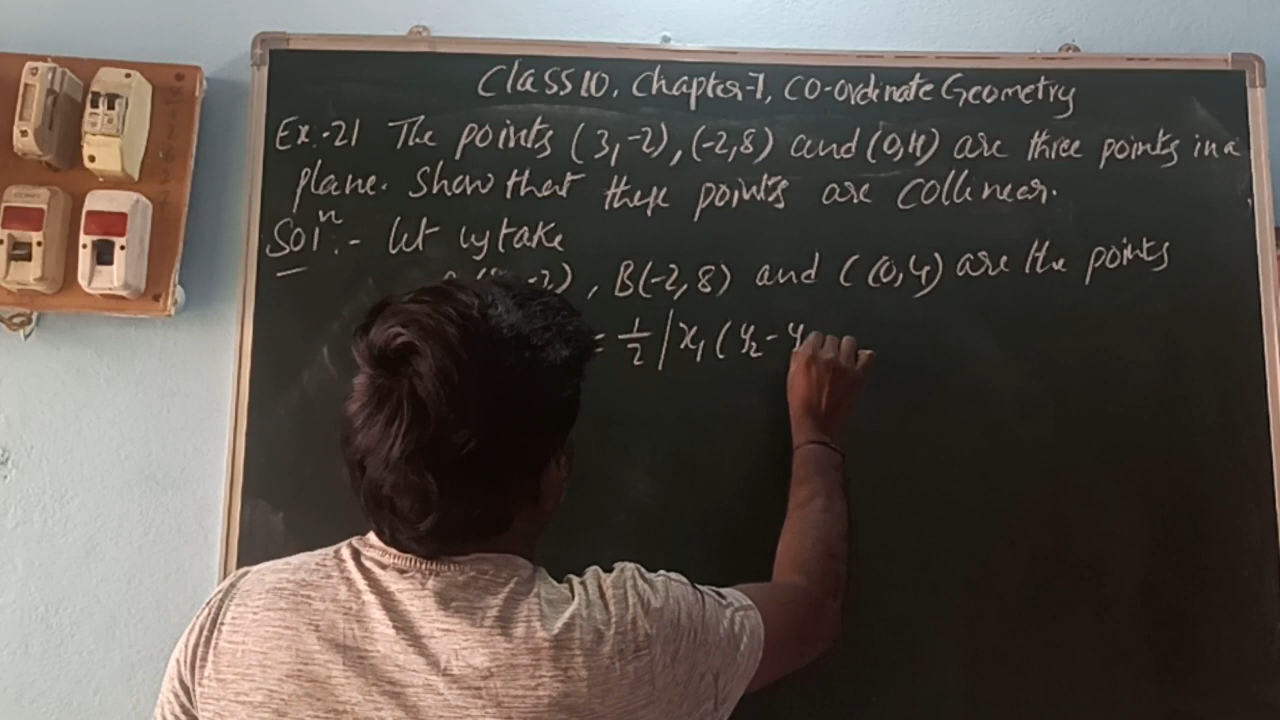 Class 10, Chapter-7, CO-ordinate Geometry
Ex.-21 The points (3,-2), (-2,8) and (0,4) are three points in a
plane. Show that these points are collinear.
Solⁿ:- Let us take
-2), B(-2,8) and C(0,4) are the points
= 1/2 | x₁ (y₂ - y